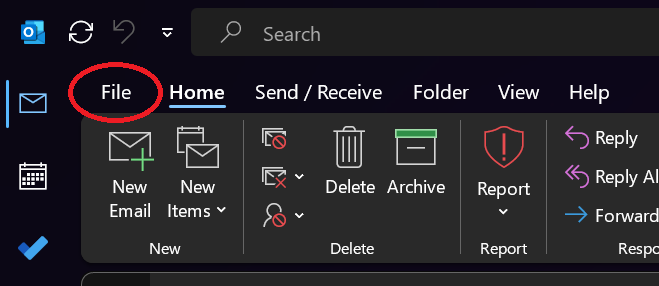 Search
File Home Send / Receive Folder View Help
New Email
New Items
Delete
Archive
Report
Reply
Reply Al
Forward
New
Delete
Report
Respo